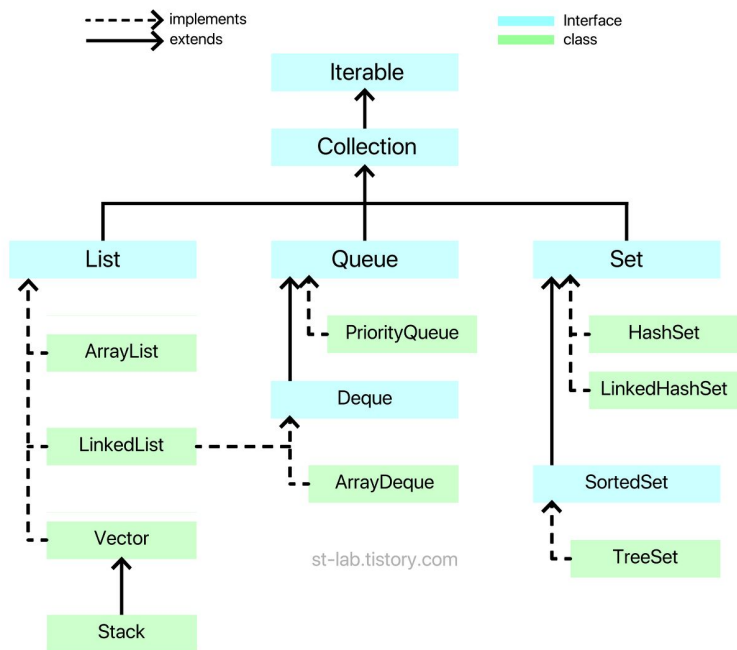 implements
extends
Interface
class
Iterable
Collection
List
Queue
Set
ArrayList
PriorityQueue
HashSet
Deque
LinkedHashSet
LinkedList
ArrayDeque
SortedSet
Vector
st-lab.tistory.com
TreeSet
Stack